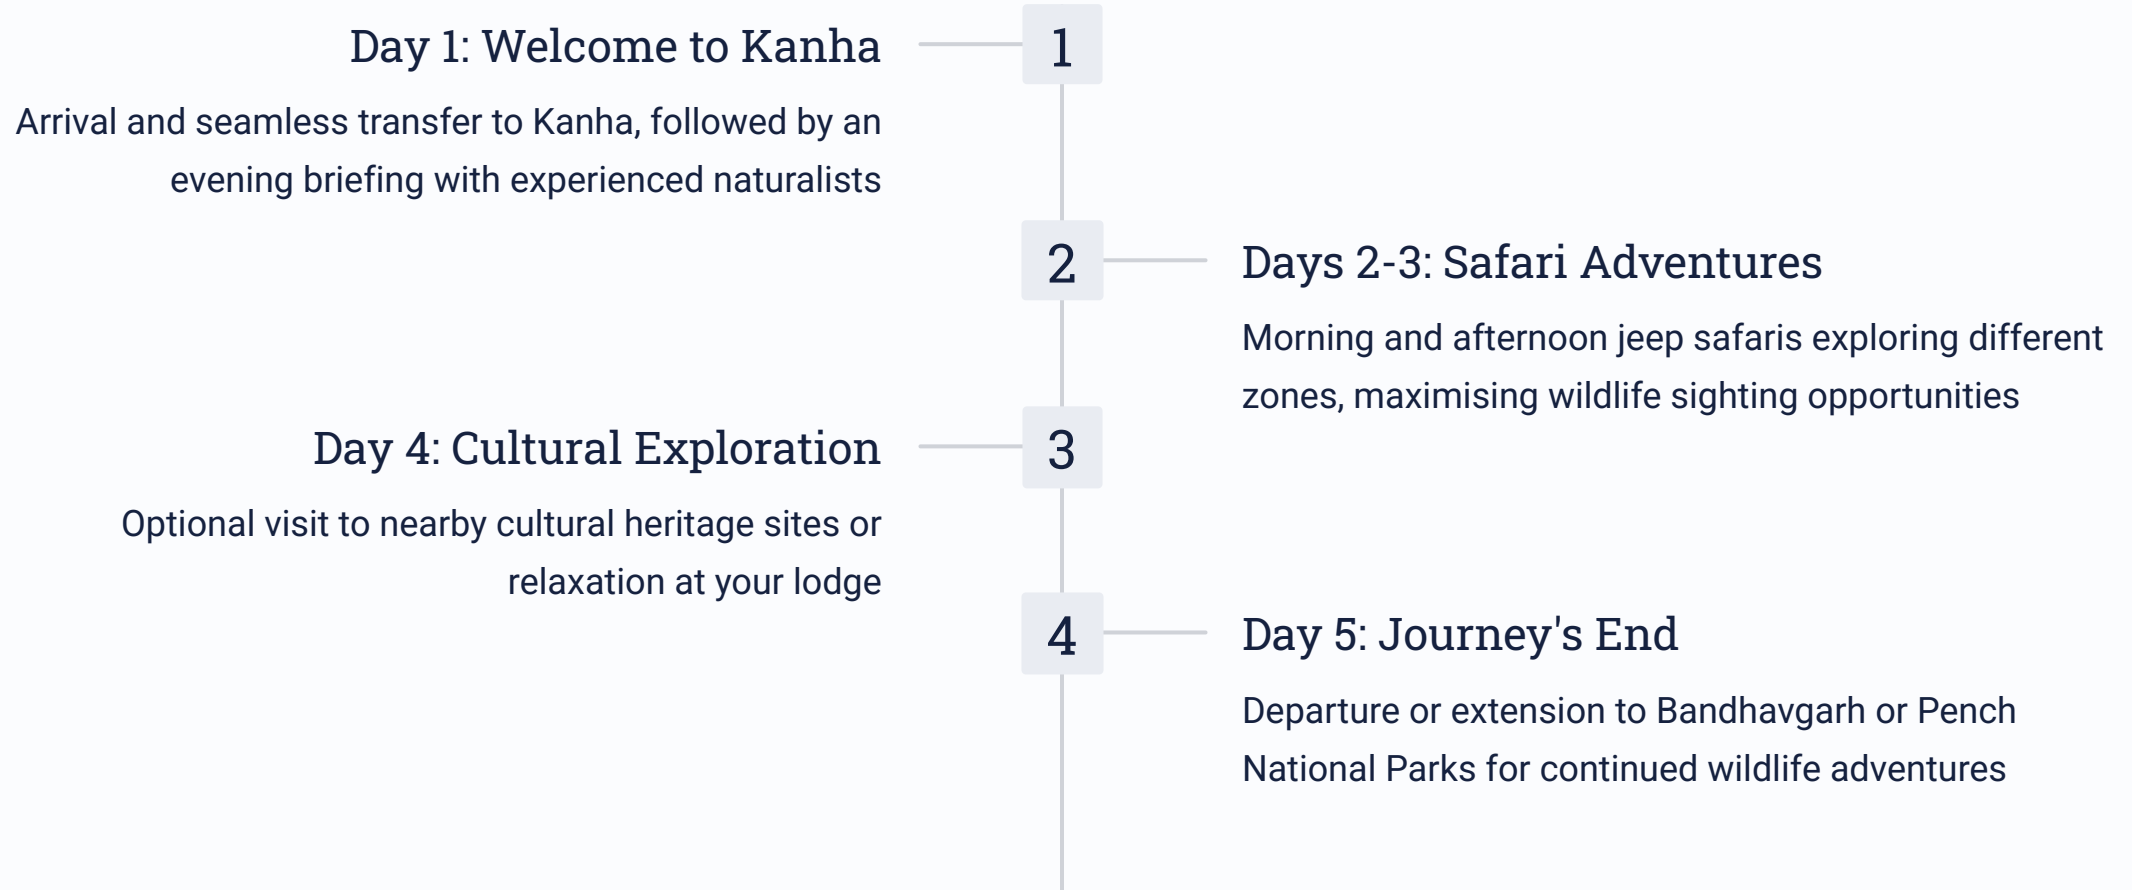 Day 1: Welcome to Kanha
1
Arrival and seamless transfer to Kanha, followed by an
evening briefing with experienced naturalists
2
Days 2-3: Safari Adventures
Morning and afternoon jeep safaris exploring different
zones, maximising wildlife sighting opportunities
Day 4: Cultural Exploration
3
Optional visit to nearby cultural heritage sites or
relaxation at your lodge
4
Day 5: Journey's End
Departure or extension to Bandhavgarh or Pench
National Parks for continued wildlife adventures